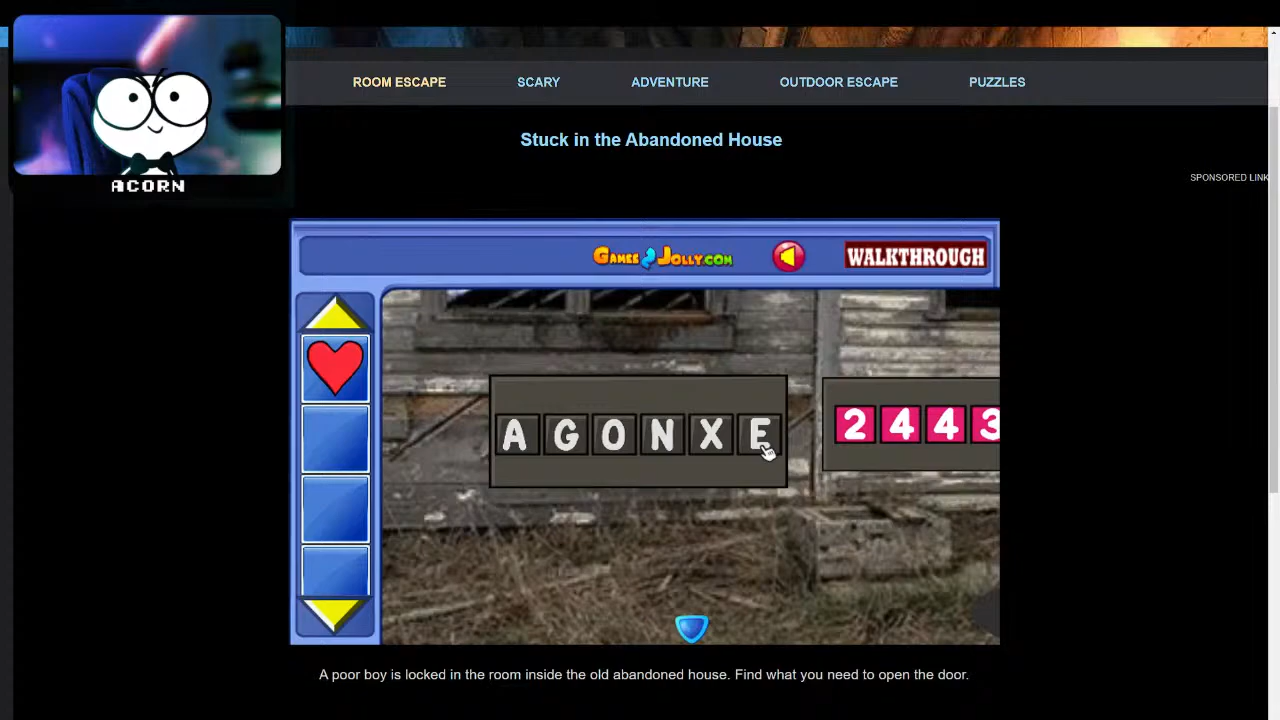 ROOM ESCAPE
SCARY
ADVENTURE
OUTDOOR ESCAPE
PUZZLES
Stuck in the Abandoned House
ACORN
SPONSORED LINK
GAMES2JOLLY.COM
WALKTHROUGH
A G O N X E
2 4 4 3
A poor boy is locked in the room inside the old abandoned house. Find what you need to open the door.